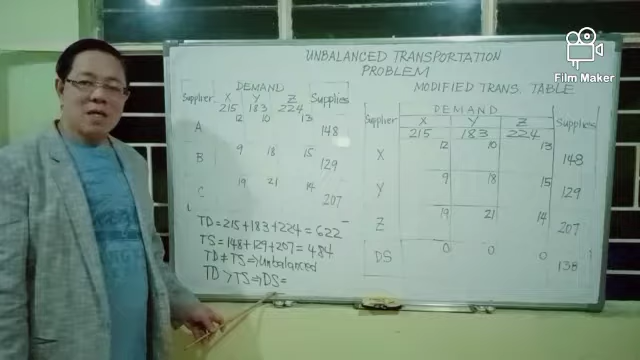 Film Maker
UNBALANCED TRANSPORTATION
PROBLEM
DEMAND
Supplier X Y Z Supplies
215 183 224
12 10 13
A 148
9 18 15
B 129
19 21 14
C 207
TD = 215 + 183 + 224 = 622
TS = 148 + 129 + 207 = 484
TD ≠ TS ⇒ Unbalanced
TD > TS ⇒ DS =
MODIFIED TRANS. TABLE
DEMAND
Supplier X Y Z Supplies
215 183 224
12 10 13
X 148
9 18 15
Y 129
19 21 14
Z 207
0 0 0
DS 138